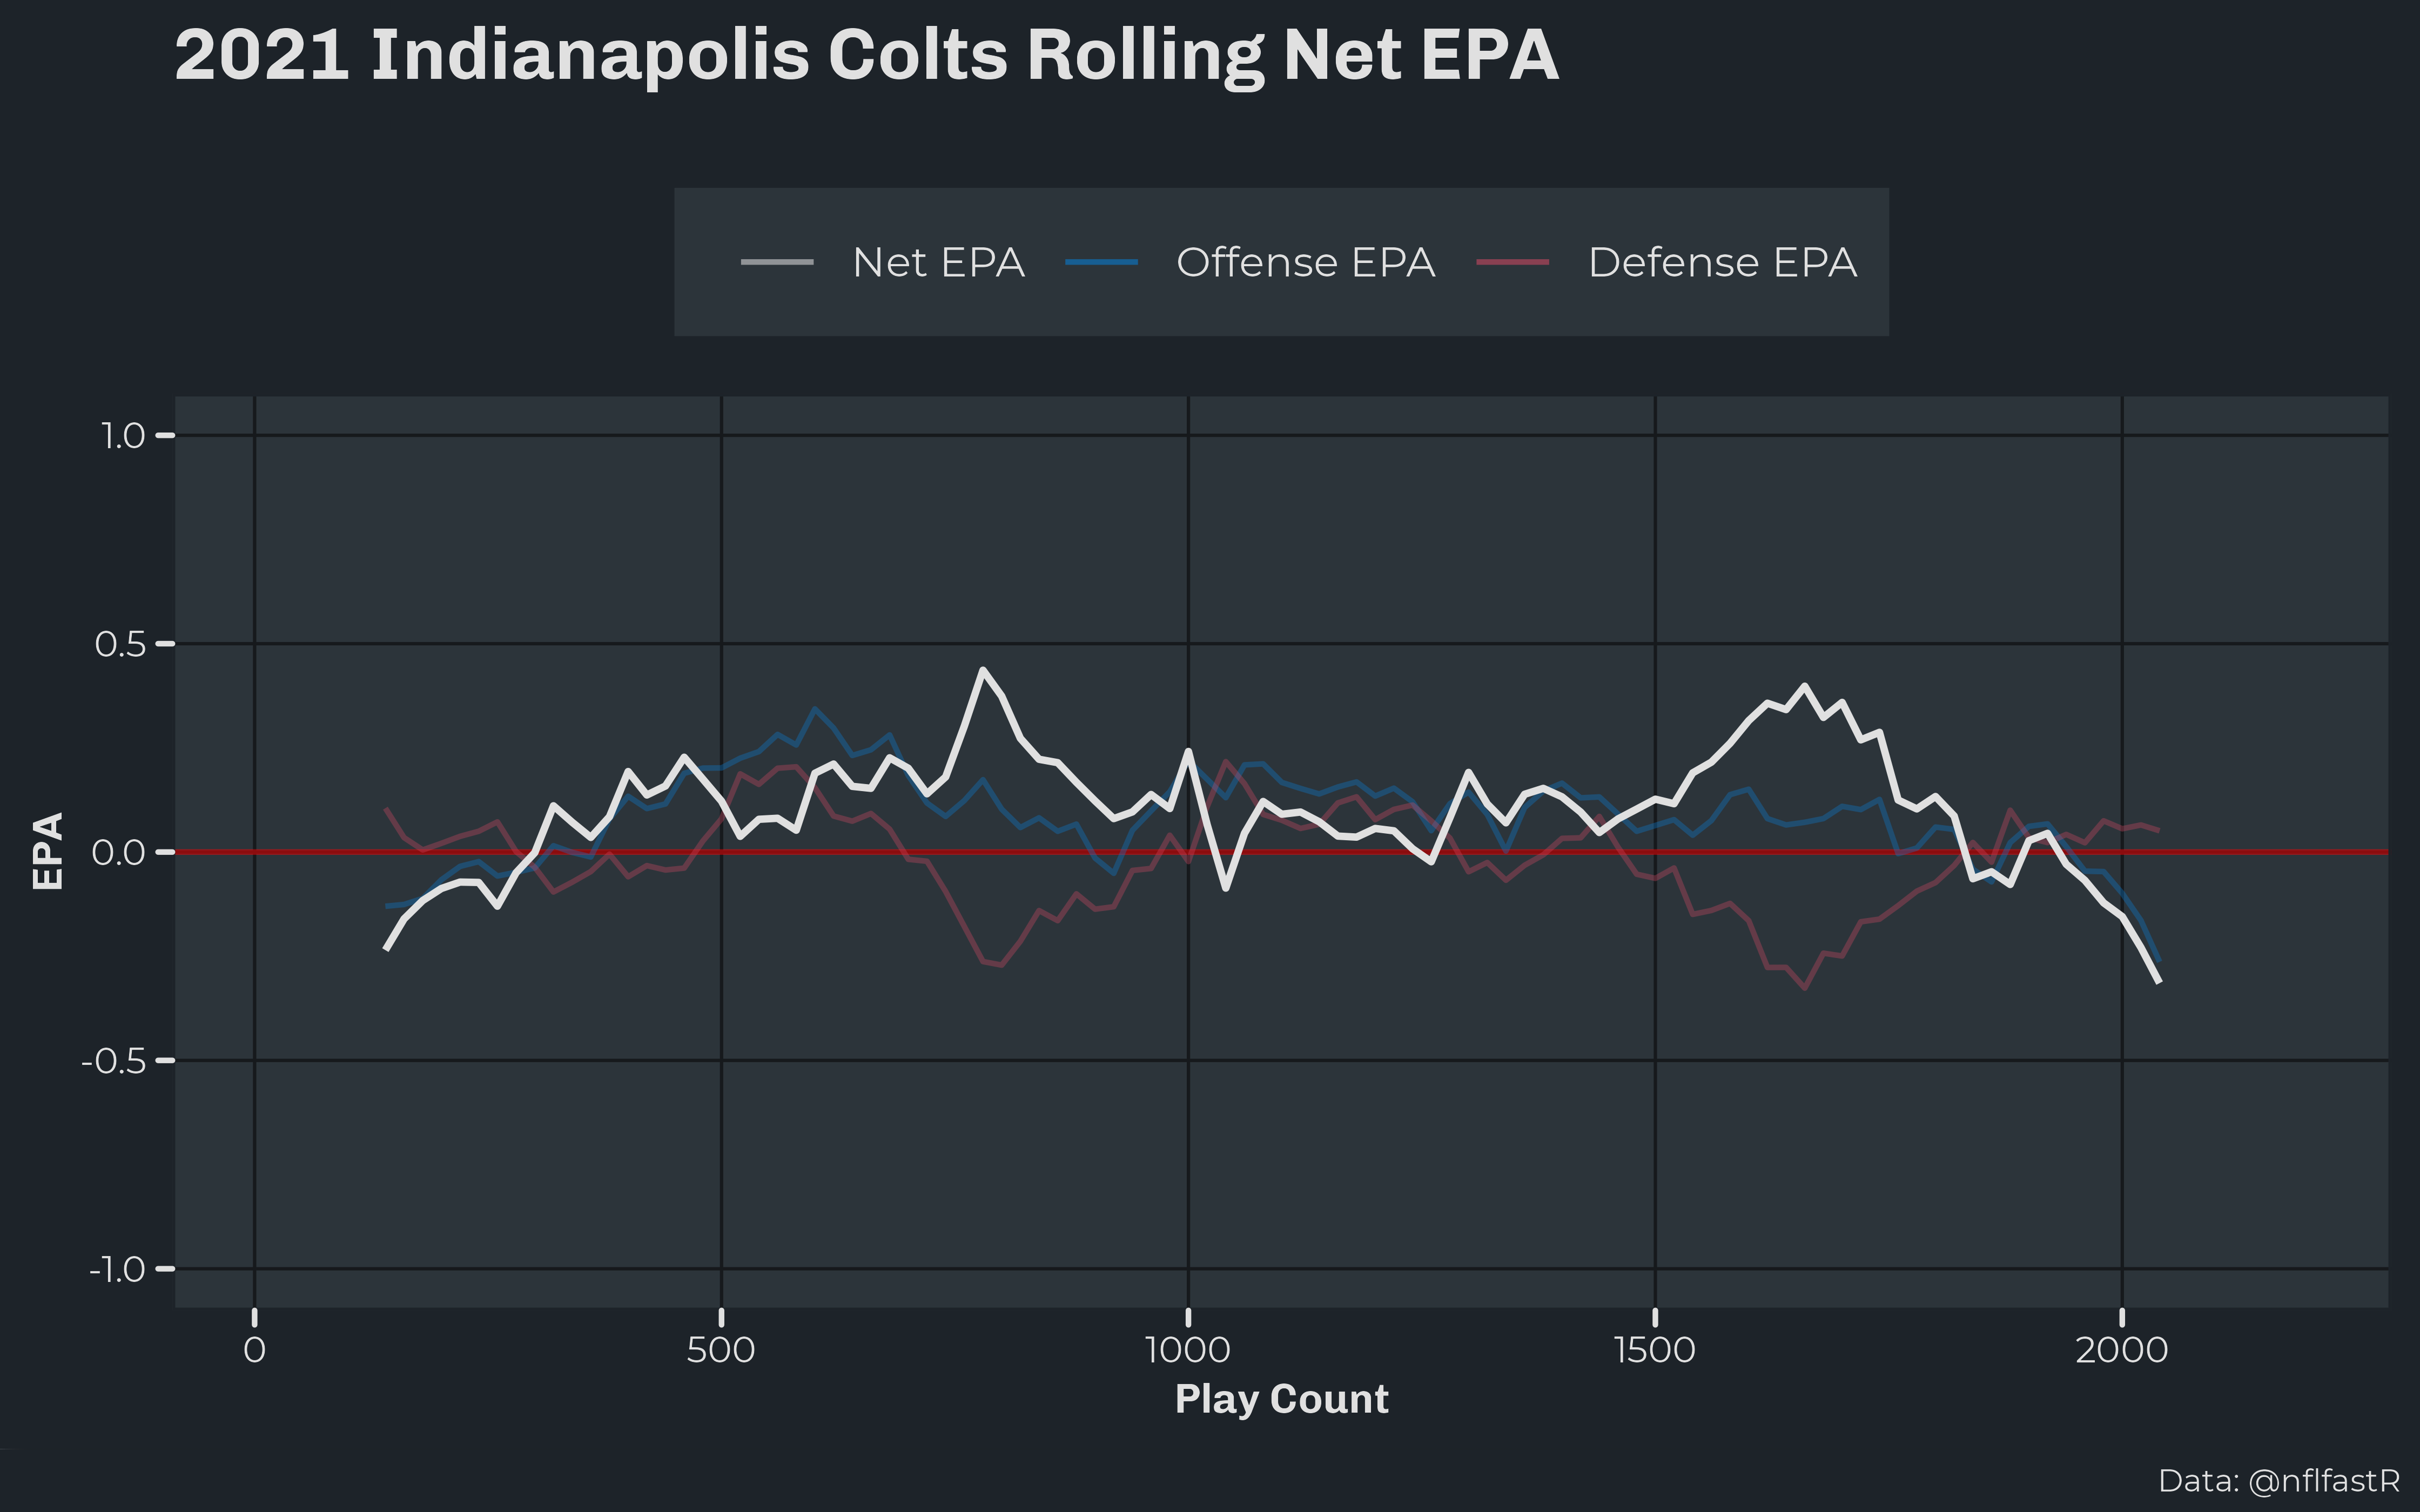 2021 Indianapolis Colts Rolling Net EPA
Net EPA Offense EPA Defense EPA
1.0
0.5
0.0
-0.5
-1.0
EPA
0 500 1000 1500 2000
Play Count
Data: @nflfastR